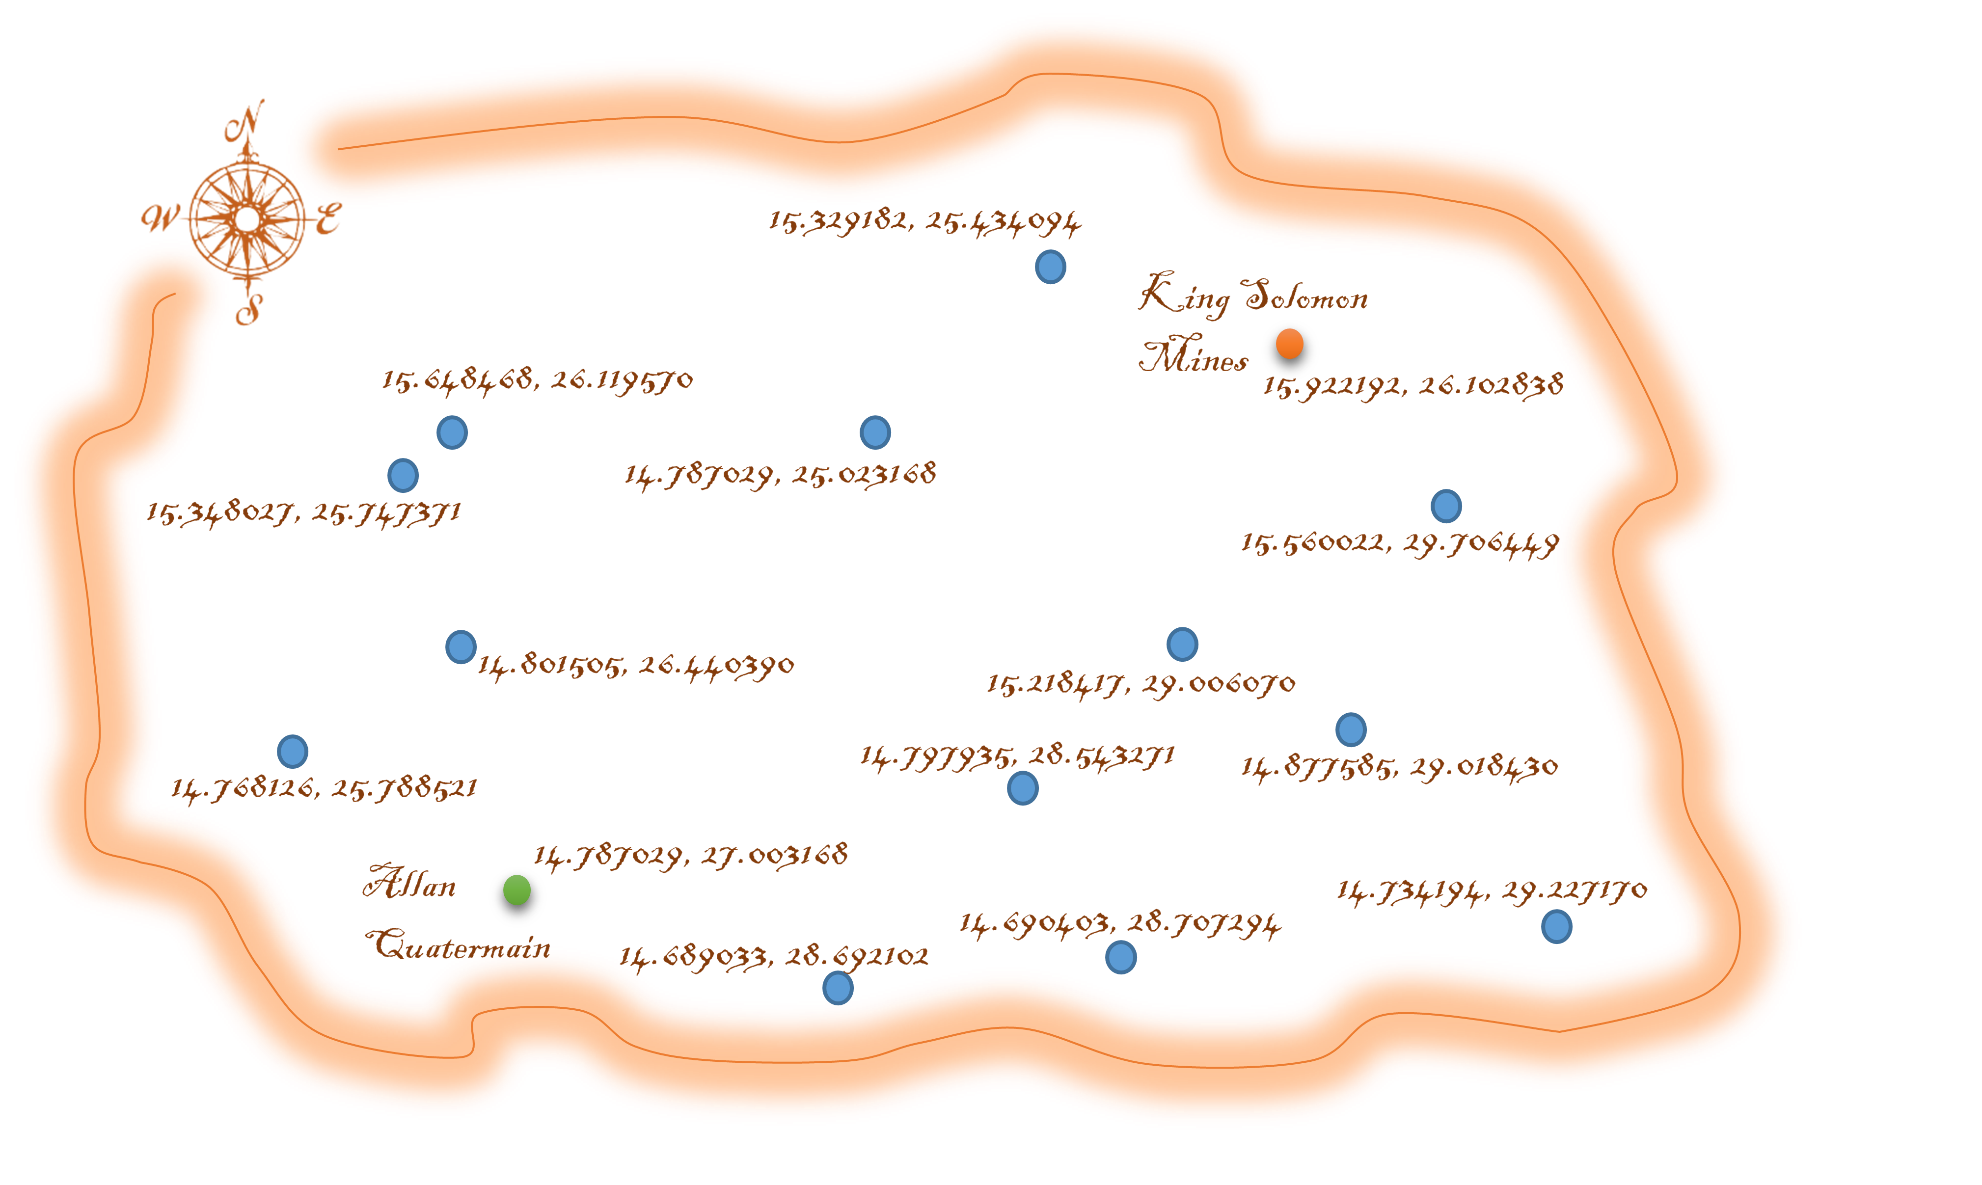 N
W E
S
15.329182, 25.434094
King Solomon
Mines
15.922192, 26.102838
15.648468, 26.119570
14.787029, 25.023168
15.348027, 25.747371
15.560022, 29.706449
14.801505, 26.440390
15.218417, 29.006070
14.797935, 28.543271
14.877585, 29.018430
14.768126, 25.788521
14.787029, 27.003168
Allan
Quatermain
14.734194, 29.227170
14.690403, 28.707294
14.689033, 28.692102